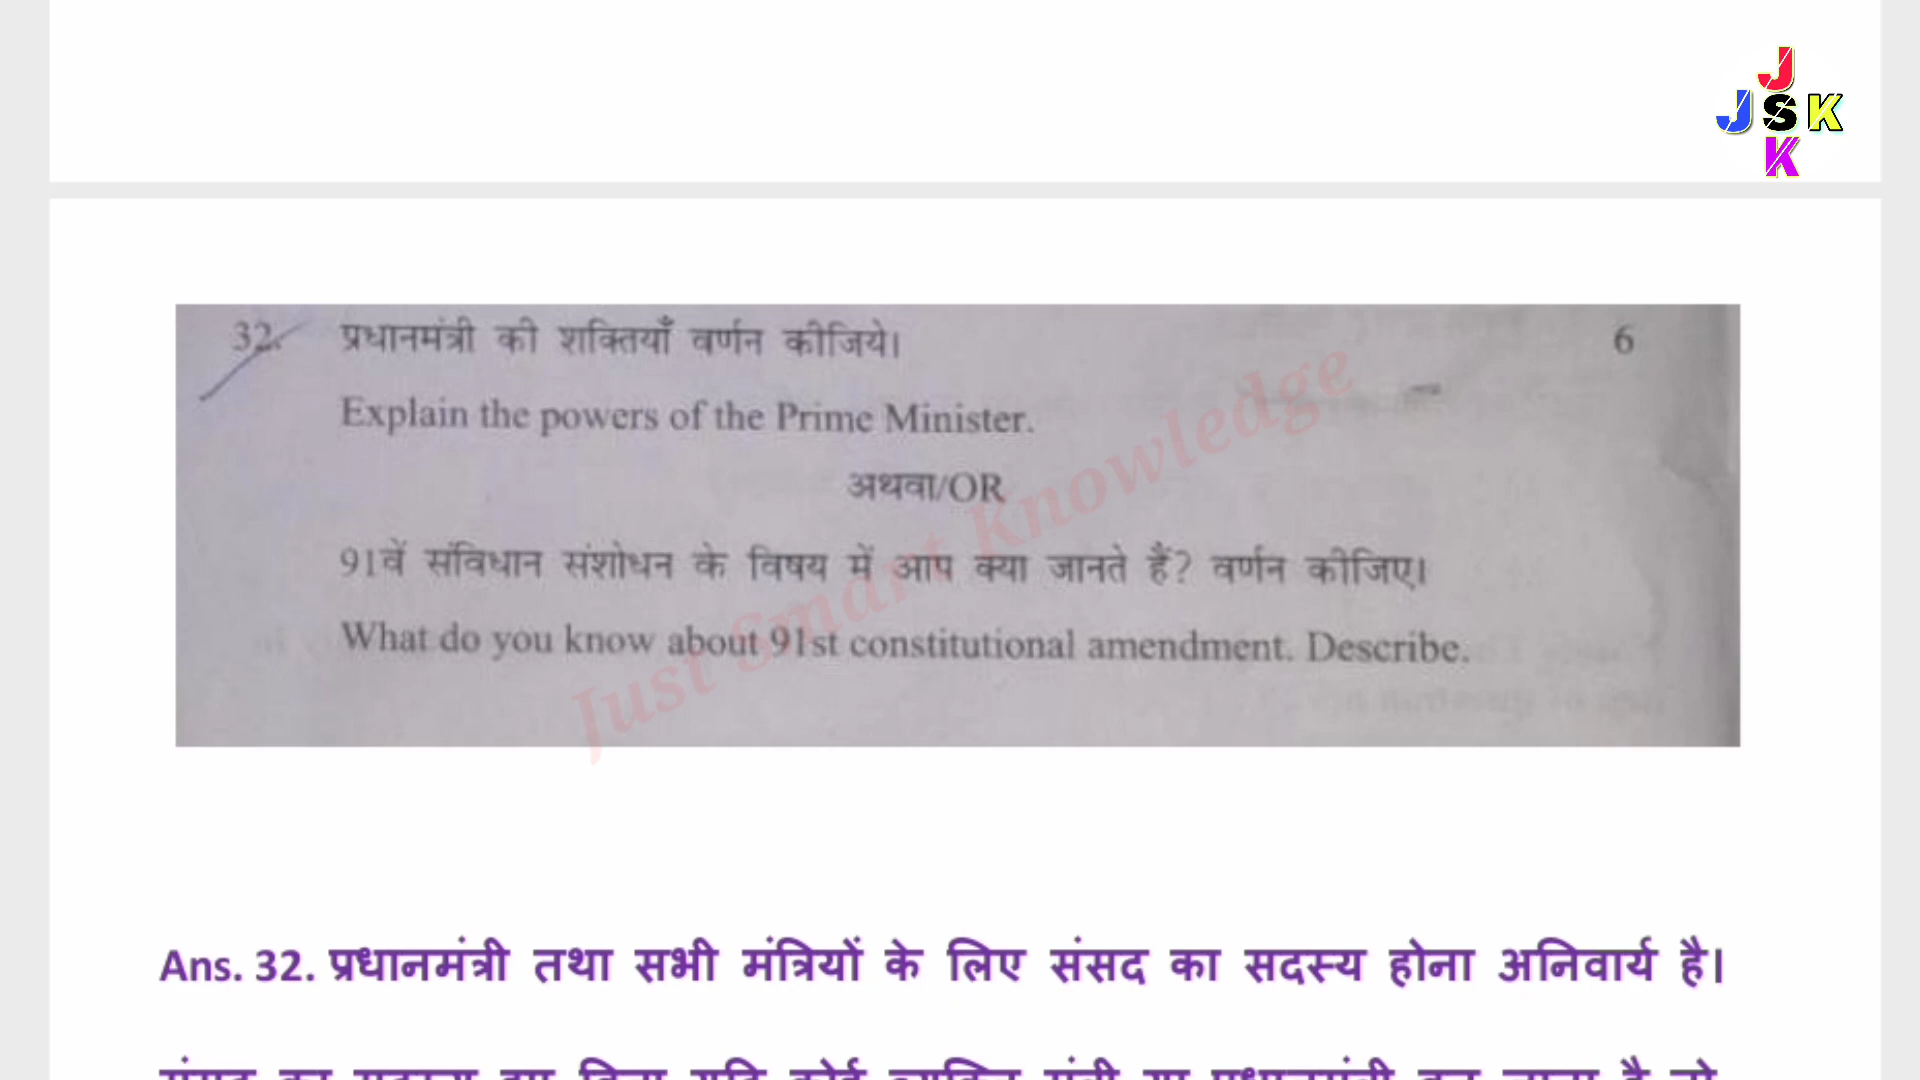 J
JSK
K
32. प्रधानमंत्री की शक्तियाँ वर्णन कीजिये। 6
Explain the powers of the Prime Minister.
अथवा/OR
91वें संविधान संशोधन के विषय में आप क्या जानते हैं? वर्णन कीजिए।
What do you know about 91st constitutional amendment. Describe.
Just Smart Knowledge
Ans. 32. प्रधानमंत्री तथा सभी मंत्रियों के लिए संसद का सदस्य होना अनिवार्य है।